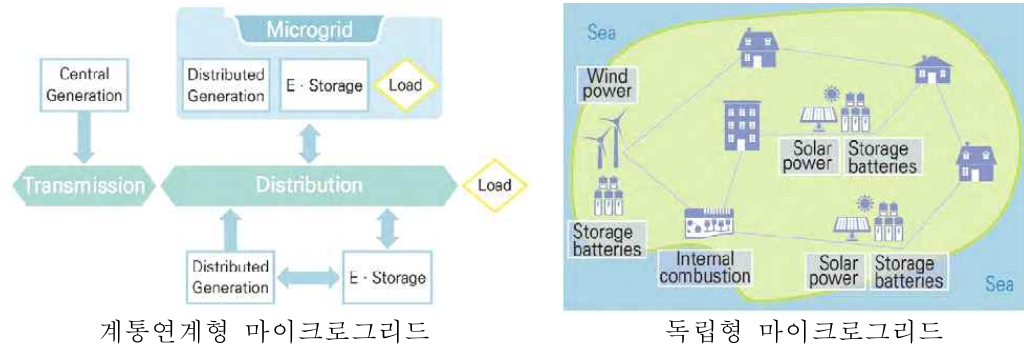 Microgrid
Central
Generation
Distributed
Generation
E · Storage
Load
Transmission
Distribution
Load
Distributed
Generation
E · Storage
계통연계형 마이크로그리드
Sea
Wind
power
Solar
power
Storage
batteries
Storage
batteries
Internal
combustion
Solar
power
Storage
batteries
Sea
독립형 마이크로그리드